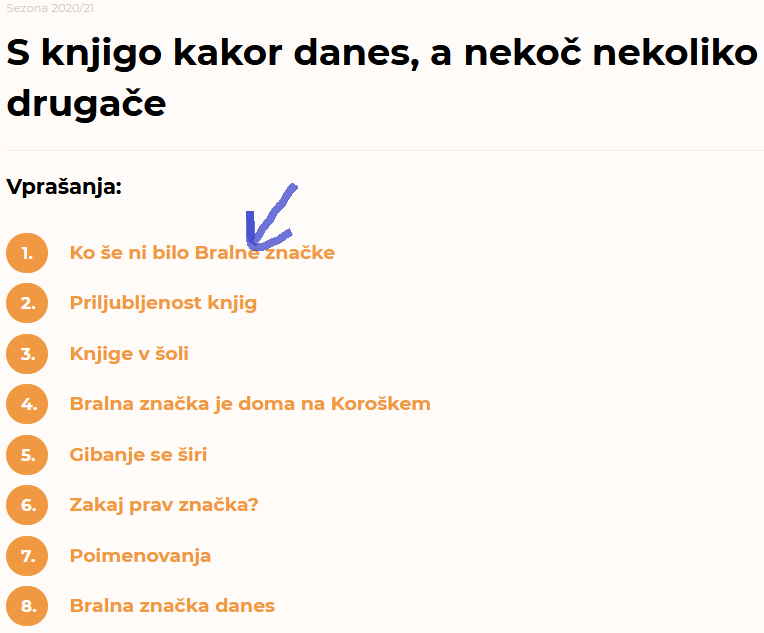 Sezona 2020/21
S knjigo kakor danes, a nekoč nekoliko
drugače
Vprašanja:
1. Ko še ni bilo Bralne značke
2. Priljubljenost knjig
3. Knjige v šoli
4. Bralna značka je doma na Koroškem
5. Gibanje se širi
6. Zakaj prav značka?
7. Poimenovanja
8. Bralna značka danes